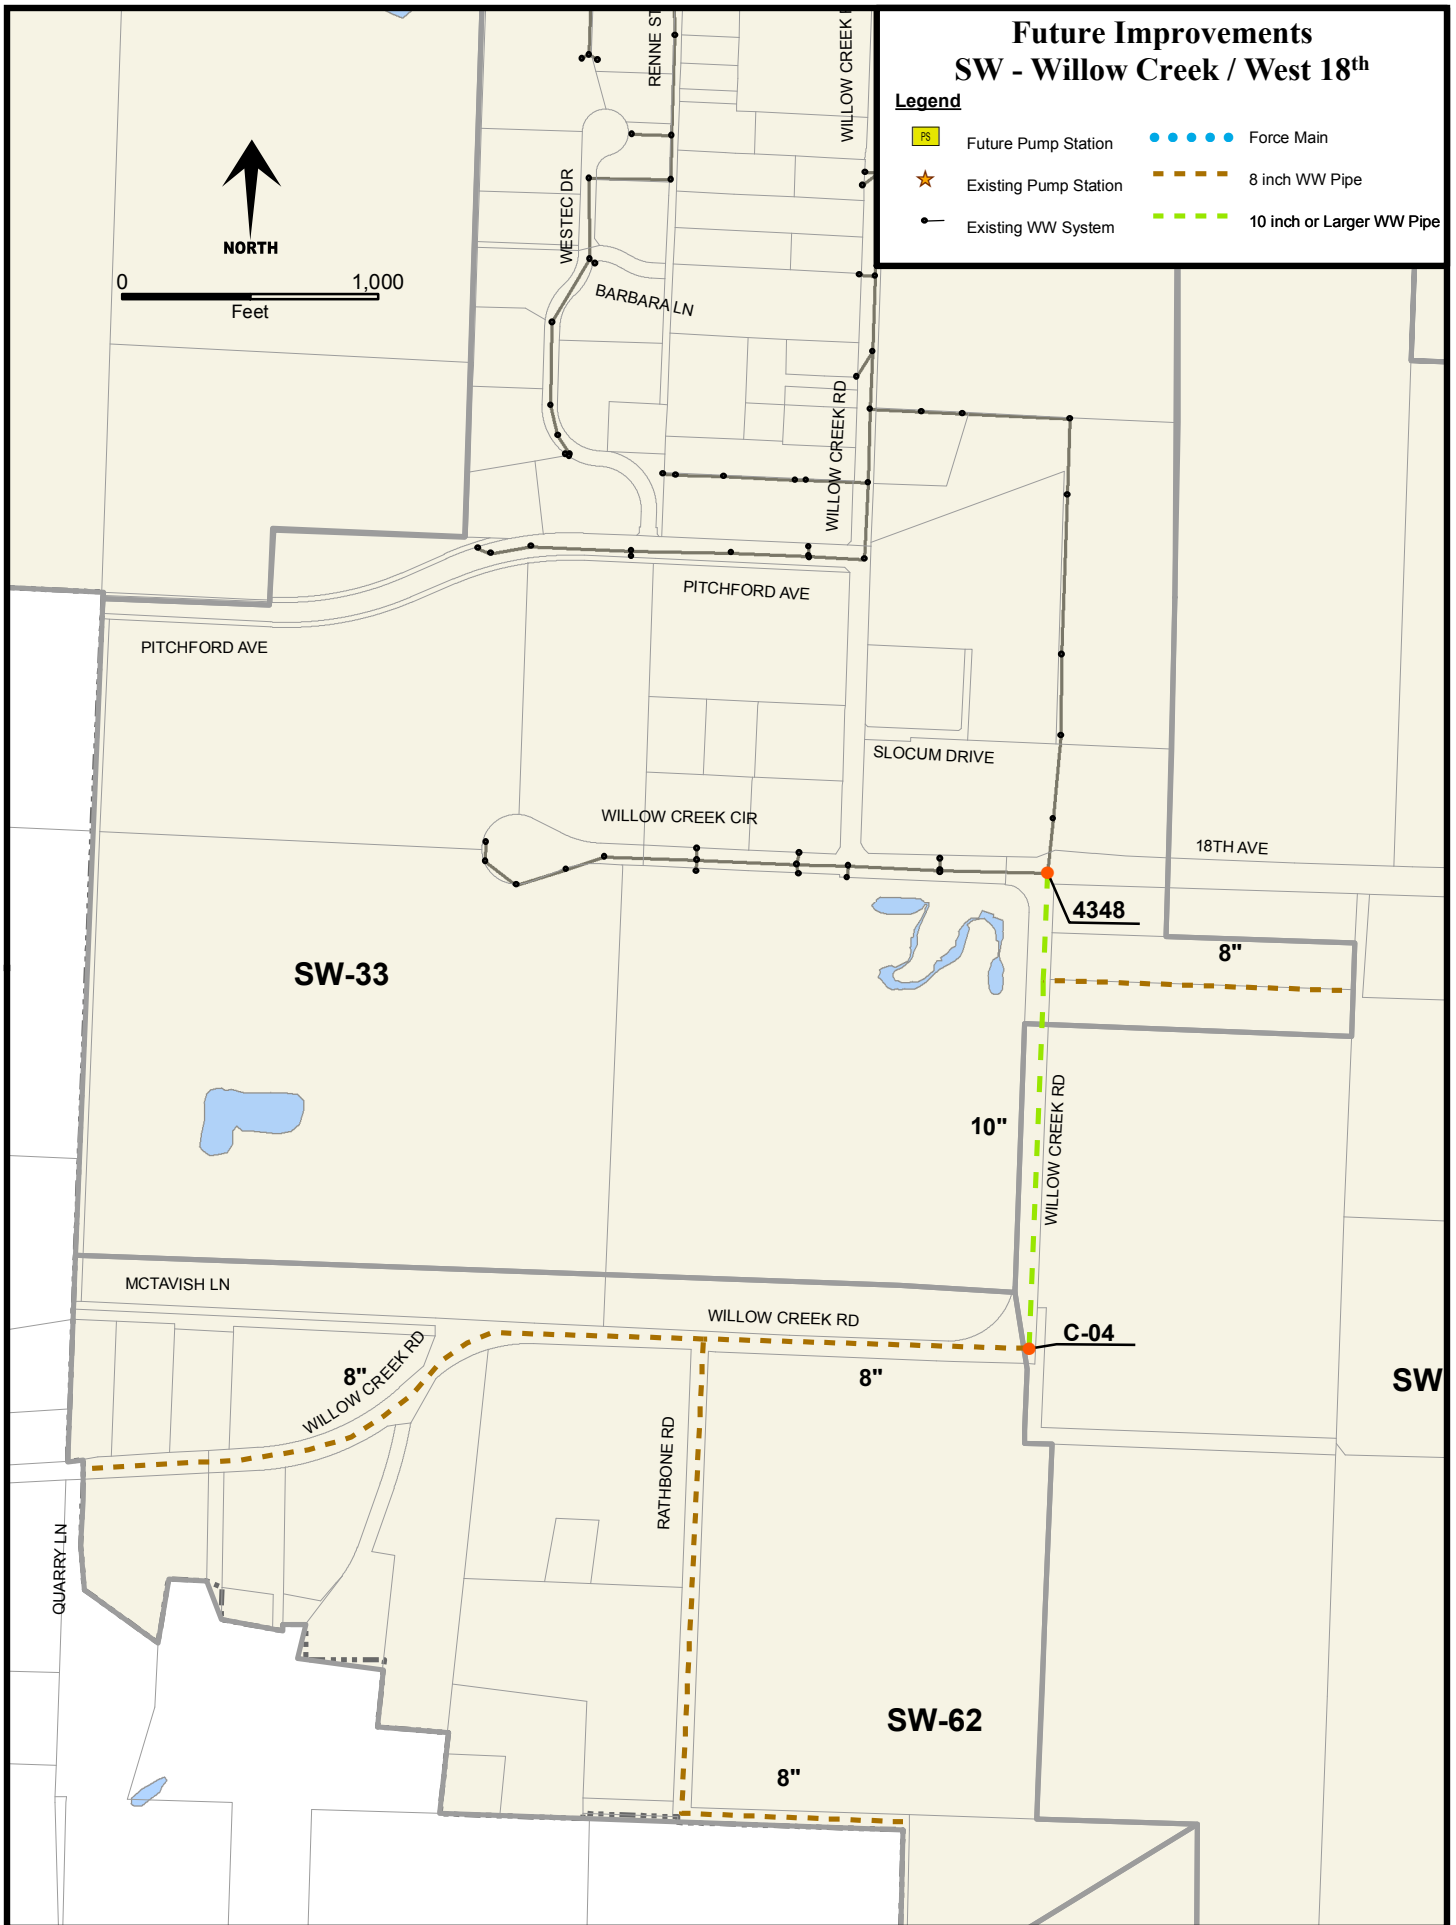 Future Improvements
SW - Willow Creek / West 18th
Legend
PS
Future Pump Station
Force Main
Existing Pump Station
8 inch WW Pipe
Existing WW System
10 inch or Larger WW Pipe
NORTH
0 1,000
Feet
RENNE ST
WILLOW CREEK
WESTEC DR
BARBARA LN
WILLOW CREEK RD
PITCHFORD AVE
PITCHFORD AVE
SLOCUM DRIVE
WILLOW CREEK CIR
18TH AVE
4348
8"
SW-33
10"
WILLOW CREEK RD
MCTAVISH LN
WILLOW CREEK RD
C-04
WILLOW CREEK RD
8"
8"
SW
RATHBONE RD
QUARRY LN
SW-62
8"